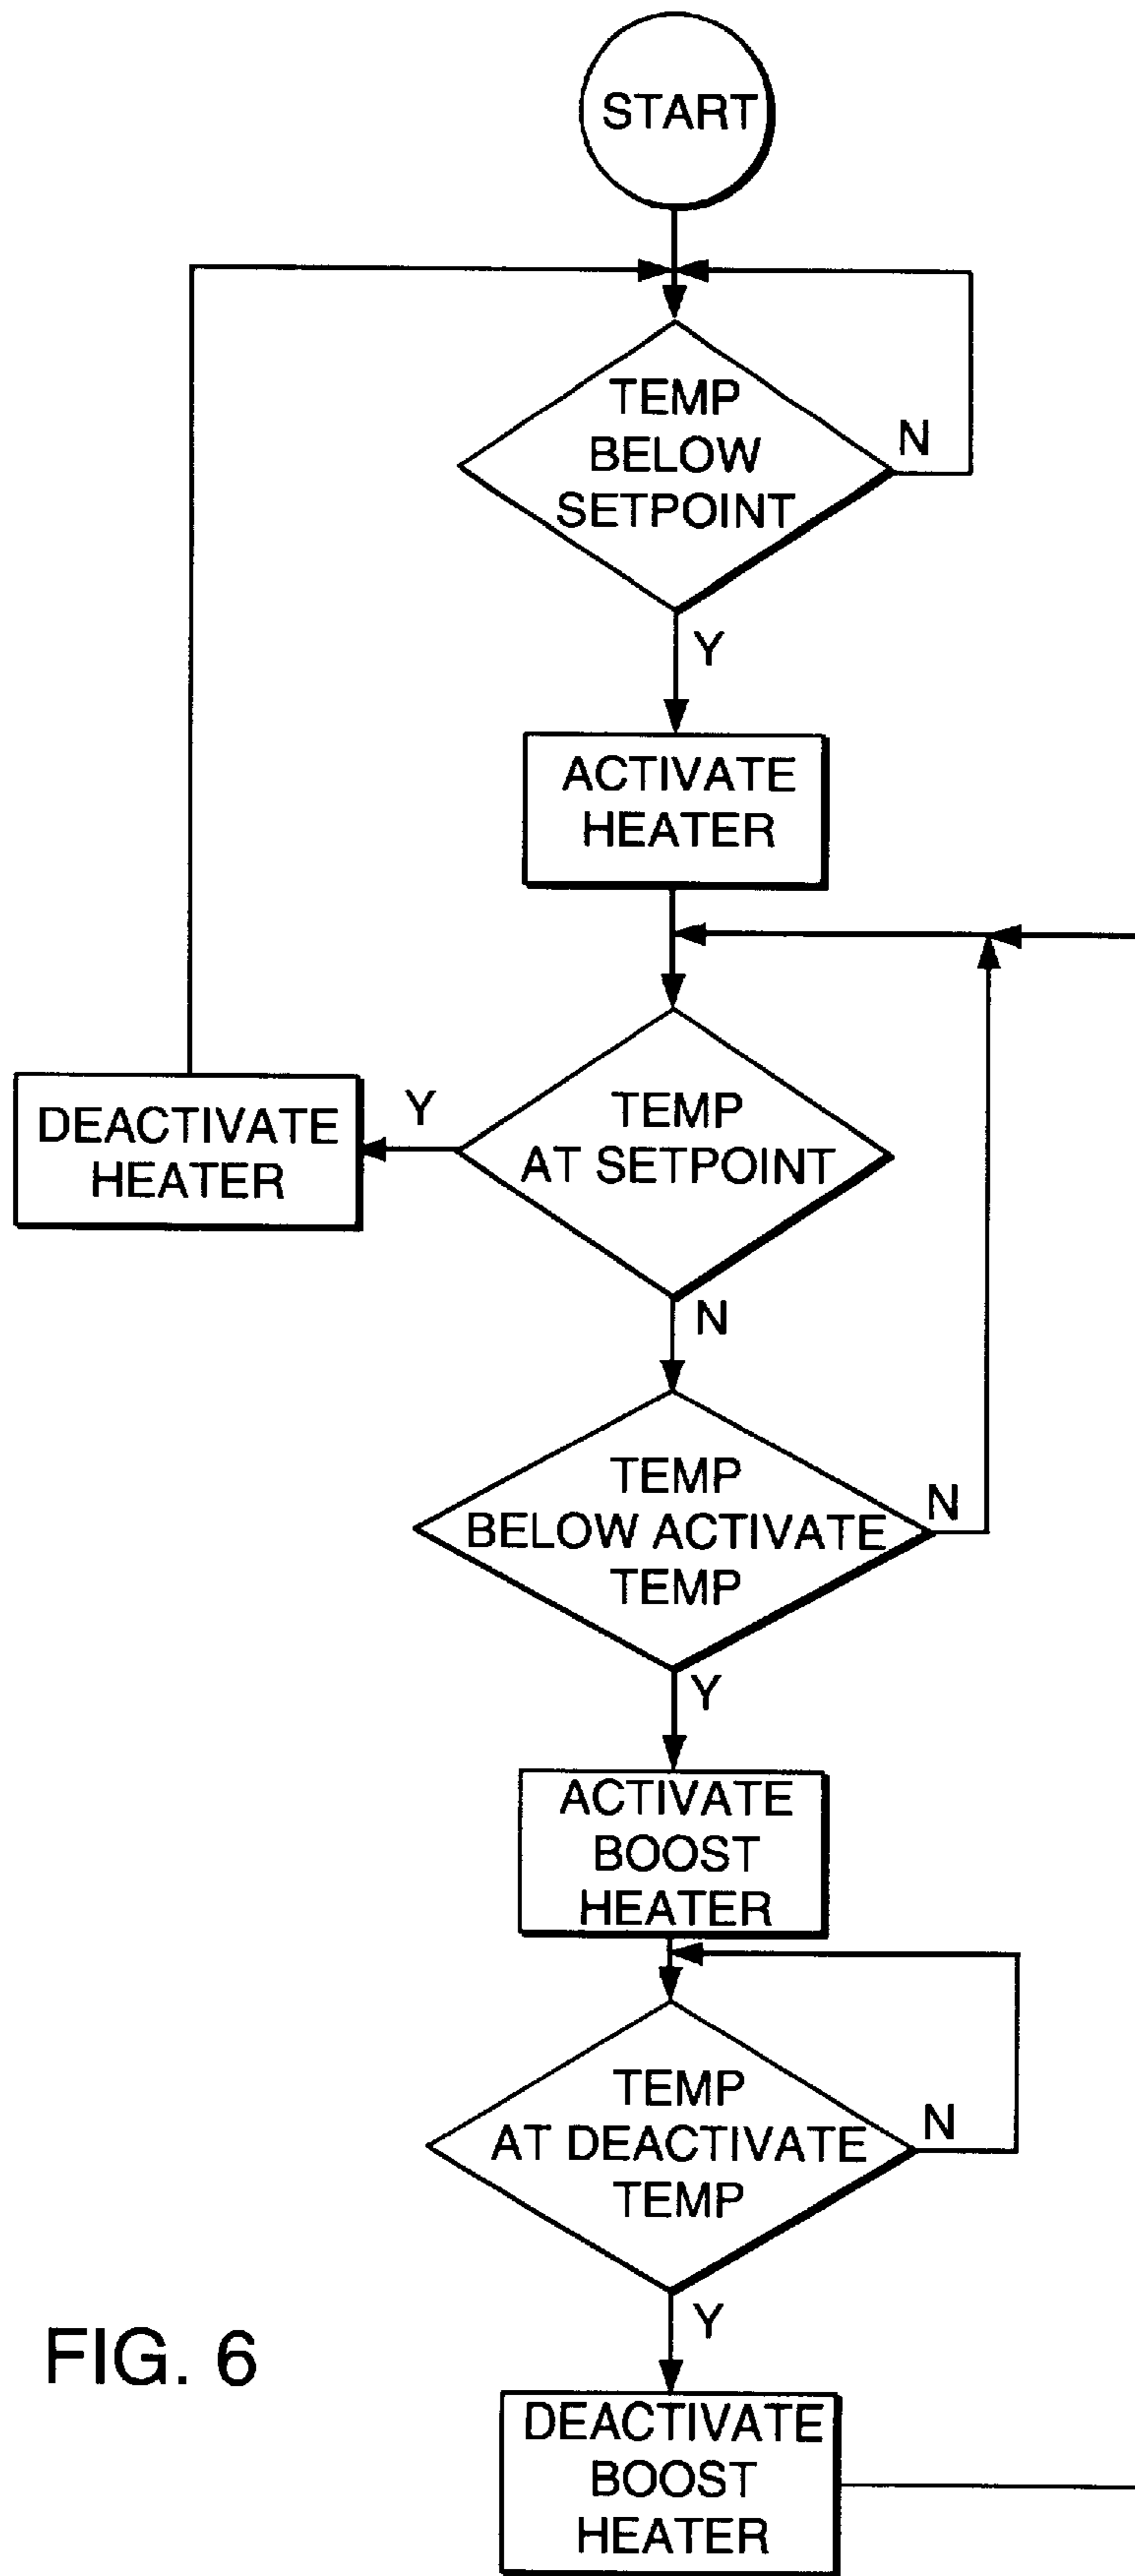 START
TEMP
BELOW
SETPOINT
N
Y
ACTIVATE
HEATER
DEACTIVATE
HEATER
Y
TEMP
AT SETPOINT
N
TEMP
BELOW ACTIVATE
TEMP
N
Y
ACTIVATE
BOOST
HEATER
TEMP
AT DEACTIVATE
TEMP
N
Y
FIG. 6
DEACTIVATE
BOOST
HEATER